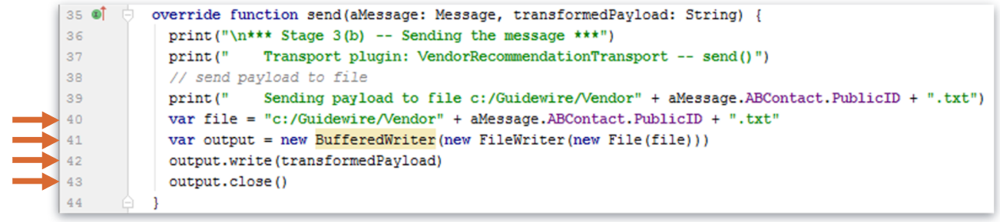 35 override function send(aMessage: Message, transformedPayload: String) {
36 print("\n*** Stage 3(b) -- Sending the message ***")
37 print("    Transport plugin: VendorRecommendationTransport -- send()")
38 // send payload to file
39 print("    Sending payload to file c:/Guidewire/Vendor" + aMessage.ABContact.PublicID + ".txt")
40 var file = "c:/Guidewire/Vendor" + aMessage.ABContact.PublicID + ".txt"
41 var output = new BufferedWriter(new FileWriter(new File(file)))
42 output.write(transformedPayload)
43 output.close()
44 }